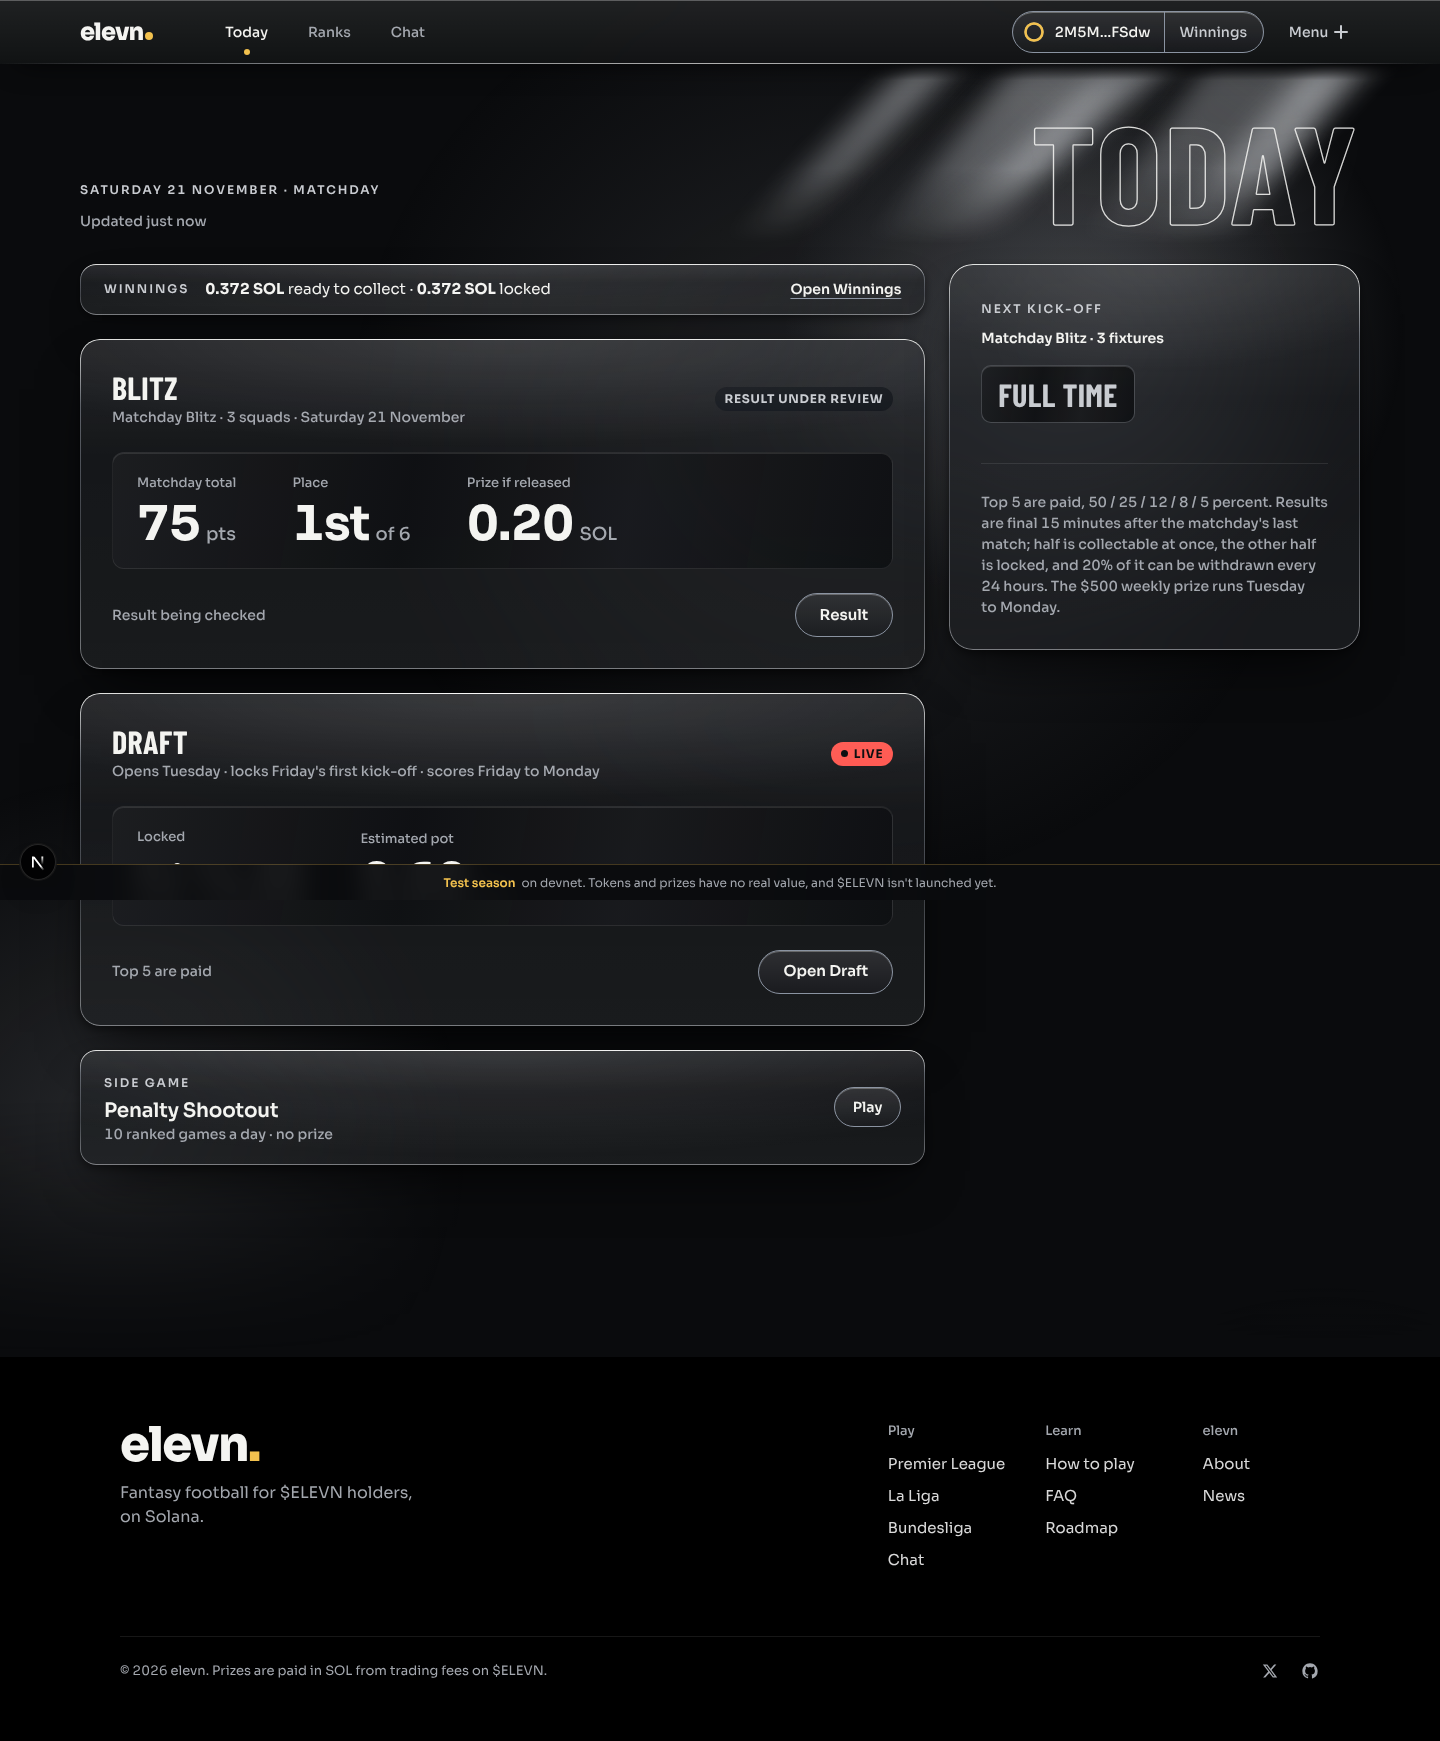 elevn.
Today
Ranks
Chat
2M5M...FSdw
Winnings
Menu
TODAY
SATURDAY 21 NOVEMBER · MATCHDAY
Updated just now
WINNINGS 0.372 SOL ready to collect · 0.372 SOL locked
Open Winnings
BLITZ
Matchday Blitz · 3 squads · Saturday 21 November
RESULT UNDER REVIEW
Matchday total
75 pts
Place
1st of 6
Prize if released
0.20 SOL
Result being checked
Result
NEXT KICK-OFF
Matchday Blitz · 3 fixtures
FULL TIME
Top 5 are paid, 50 / 25 / 12 / 8 / 5 percent. Results
are final 15 minutes after the matchday's last
match; half is collectable at once, the other half
is locked, and 20% of it can be withdrawn every
24 hours. The $500 weekly prize runs Tuesday
to Monday.
DRAFT
Opens Tuesday · locks Friday's first kick-off · scores Friday to Monday
LIVE
Locked
Estimated pot
N
Test season on devnet. Tokens and prizes have no real value, and $ELEVN isn't launched yet.
Top 5 are paid
Open Draft
SIDE GAME
Penalty Shootout
10 ranked games a day · no prize
Play
elevn.
Fantasy football for $ELEVN holders,
on Solana.
Play
Premier League
La Liga
Bundesliga
Chat
Learn
How to play
FAQ
Roadmap
elevn
About
News
© 2026 elevn. Prizes are paid in SOL from trading fees on $ELEVN.